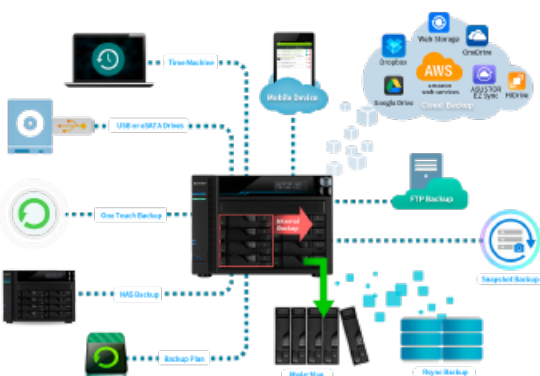 Time Machine
Mobile Device
Web Storage
OneDrive
Dropbox
AWS
amazon
web services
Google Drive
ASUSTOR
EZ Sync
HiDrive
Cloud Backup
USB or eSATA Drives
One Touch Backup
Internal
Backup
FTP Backup
Snapshot Backup
NAS Backup
Backup Plan
MyArchive
Rsync Backup